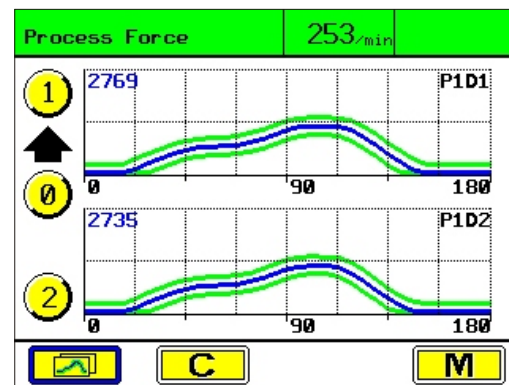 Process Force 253/min
1
2769 P1D1
0
0 90 180
2735 P1D2
2
0 90 180
C M